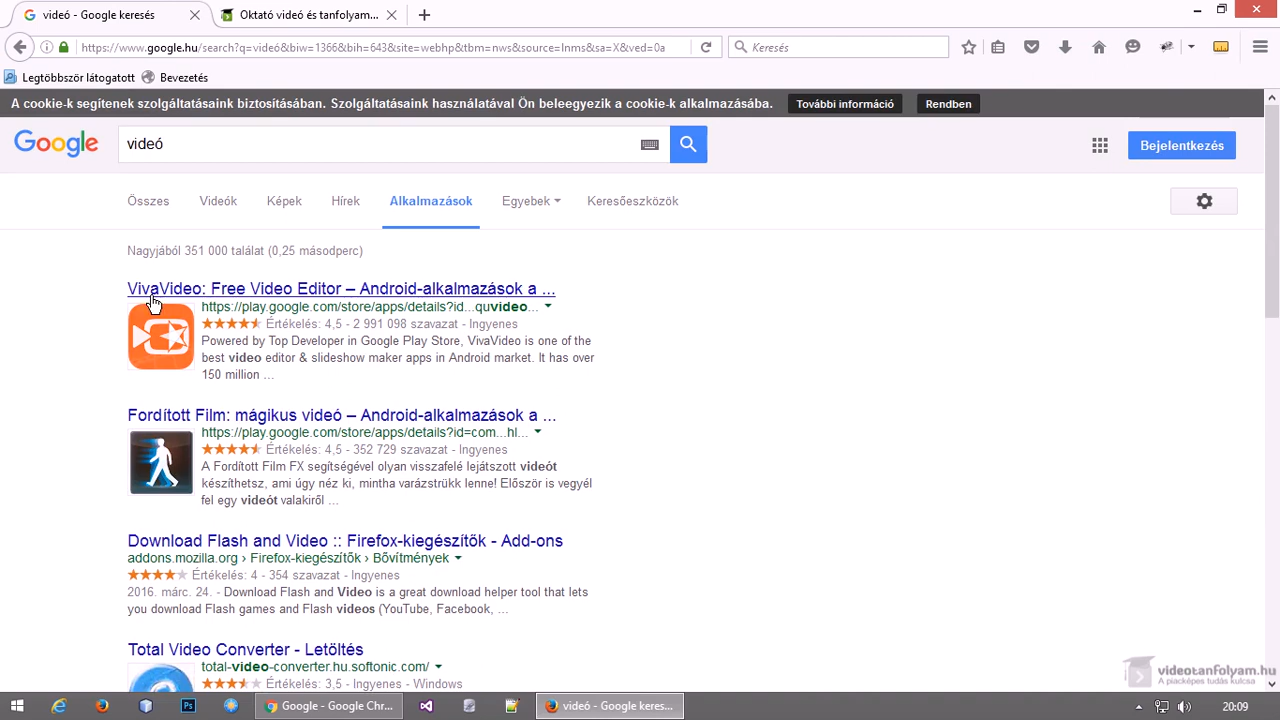 videó - Google keresés
Oktató videó és tanfolyam...
https://www.google.hu/search?q=videó&biw=1366&bih=643&site=webhp&tbm=nws&source=lnms&sa=X&ved=0a
Keresés
Legtöbbször látogatott
Bevezetés
A cookie-k segítenek szolgáltatásaink biztosításában. Szolgáltatásaink használatával Ön beleegyezik a cookie-k alkalmazásába.
További információ
Rendben
Google
videó
Bejelentkezés
Összes
Videók
Képek
Hírek
Alkalmazások
Egyebek
Keresőeszközök
Nagyjából 351 000 találat (0,25 másodperc)
VivaVideo: Free Video Editor – Android-alkalmazások a ...
https://play.google.com/store/apps/details?id...quvideo...
Értékelés: 4,5 - 2 991 098 szavazat - Ingyenes
Powered by Top Developer in Google Play Store, VivaVideo is one of the
best video editor & slideshow maker apps in Android market. It has over
150 million ...
Fordított Film: mágikus videó – Android-alkalmazások a ...
https://play.google.com/store/apps/details?id=com...hl...
Értékelés: 4,5 - 352 729 szavazat - Ingyenes
A Fordított Film FX segítségével olyan visszafelé lejátszott videót
készíthetsz, ami úgy néz ki, mintha varázstrükk lenne! Először is vegyél
fel egy videót valakiről ...
Download Flash and Video :: Firefox-kiegészítők - Add-ons
addons.mozilla.org › Firefox-kiegészítők › Bővítmények
Értékelés: 4 - 354 szavazat - Ingyenes
2016. márc. 24. - Download Flash and Video is a great download helper tool that lets
you download Flash games and Flash videos (YouTube, Facebook, ...
Total Video Converter - Letöltés
total-video-converter.hu.softonic.com/
Értékelés: 3,5 - Ingyenes - Windows
videotanfolyam.hu
A piacképes tudás kulcsa
Google - Google Chr...
videó - Google keres...
20:09